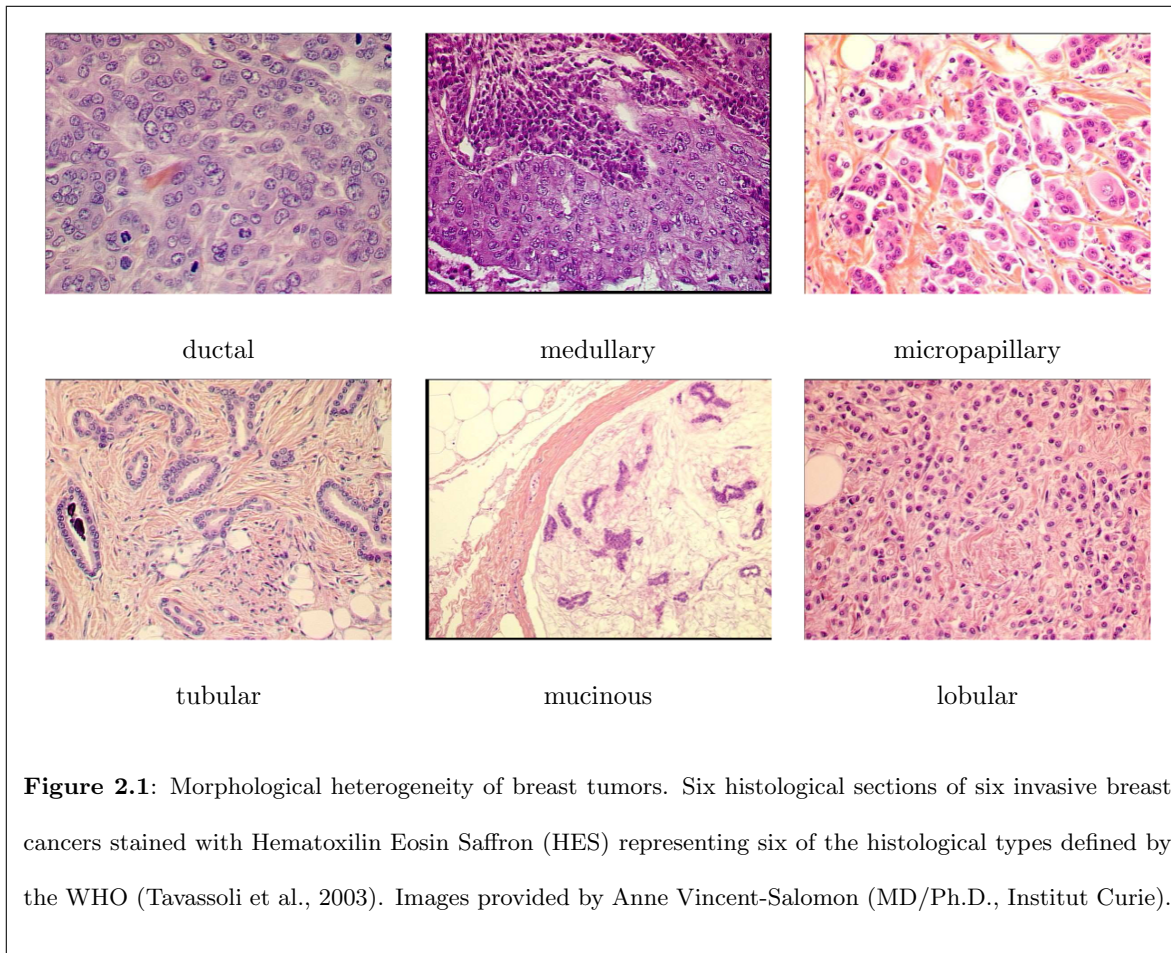 ductal medullary micropapillary
tubular mucinous lobular
Figure 2.1: Morphological heterogeneity of breast tumors. Six histological sections of six invasive breast
cancers stained with Hematoxilin Eosin Saffron (HES) representing six of the histological types defined by
the WHO (Tavassoli et al., 2003). Images provided by Anne Vincent-Salomon (MD/Ph.D., Institut Curie).